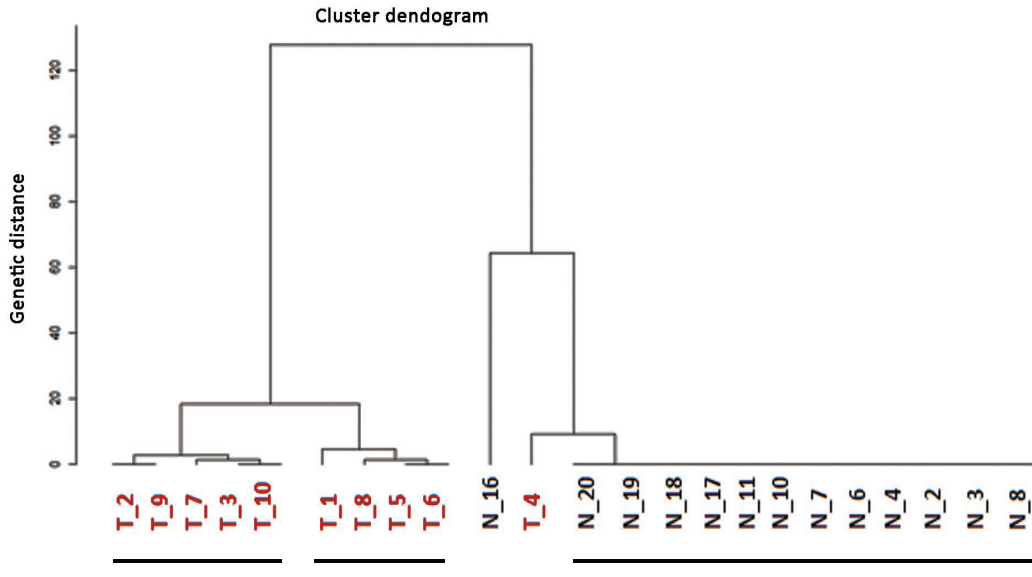 Cluster dendogram
Genetic distance
120
100
80
60
40
20
0
T_2
T_9
T_7
T_3
T_10
T_1
T_8
T_5
T_6
N_16
T_4
N_20
N_19
N_18
N_17
N_11
N_10
N_7
N_6
N_4
N_2
N_3
N_8